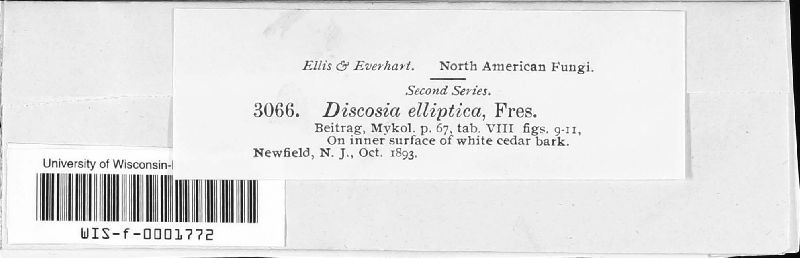 Ellis & Everhart. North American Fungi.
Second Series.
3066. Discosia elliptica, Fres.
Beitrag, Mykol. p. 67, tab. VIII figs. 9-11,
On inner surface of white cedar bark.
Newfield, N. J., Oct. 1893.
University of Wisconsin-
WIS-f-0001772